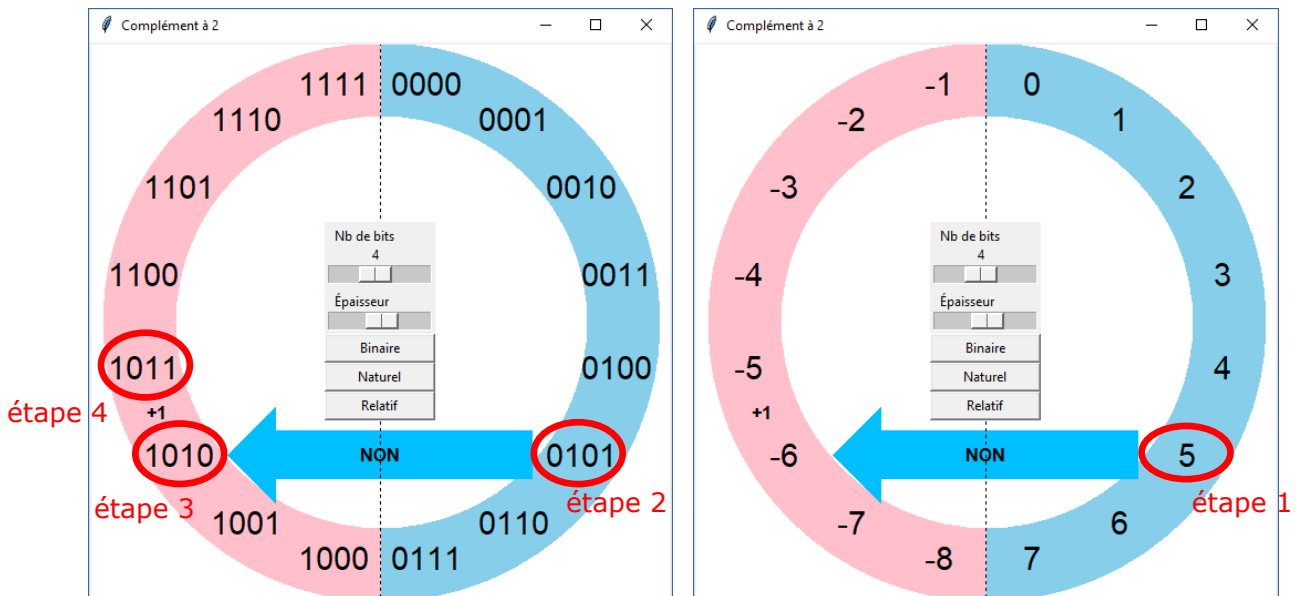 Complément à 2
1111 0000
1110 0001
1101 0010
Nb de bits
4
1100 0011
Épaisseur
Binaire
1011 0100
Naturel
étape 4 +1 Relatif
1010 NON 0101
étape 3 étape 2
1001 0110
1000 0111
Complément à 2
-1 0
-2 1
-3 2
Nb de bits
4
-4 3
Épaisseur
Binaire
-5 4
Naturel
+1 Relatif
-6 NON 5
étape 1
-7 6
-8 7